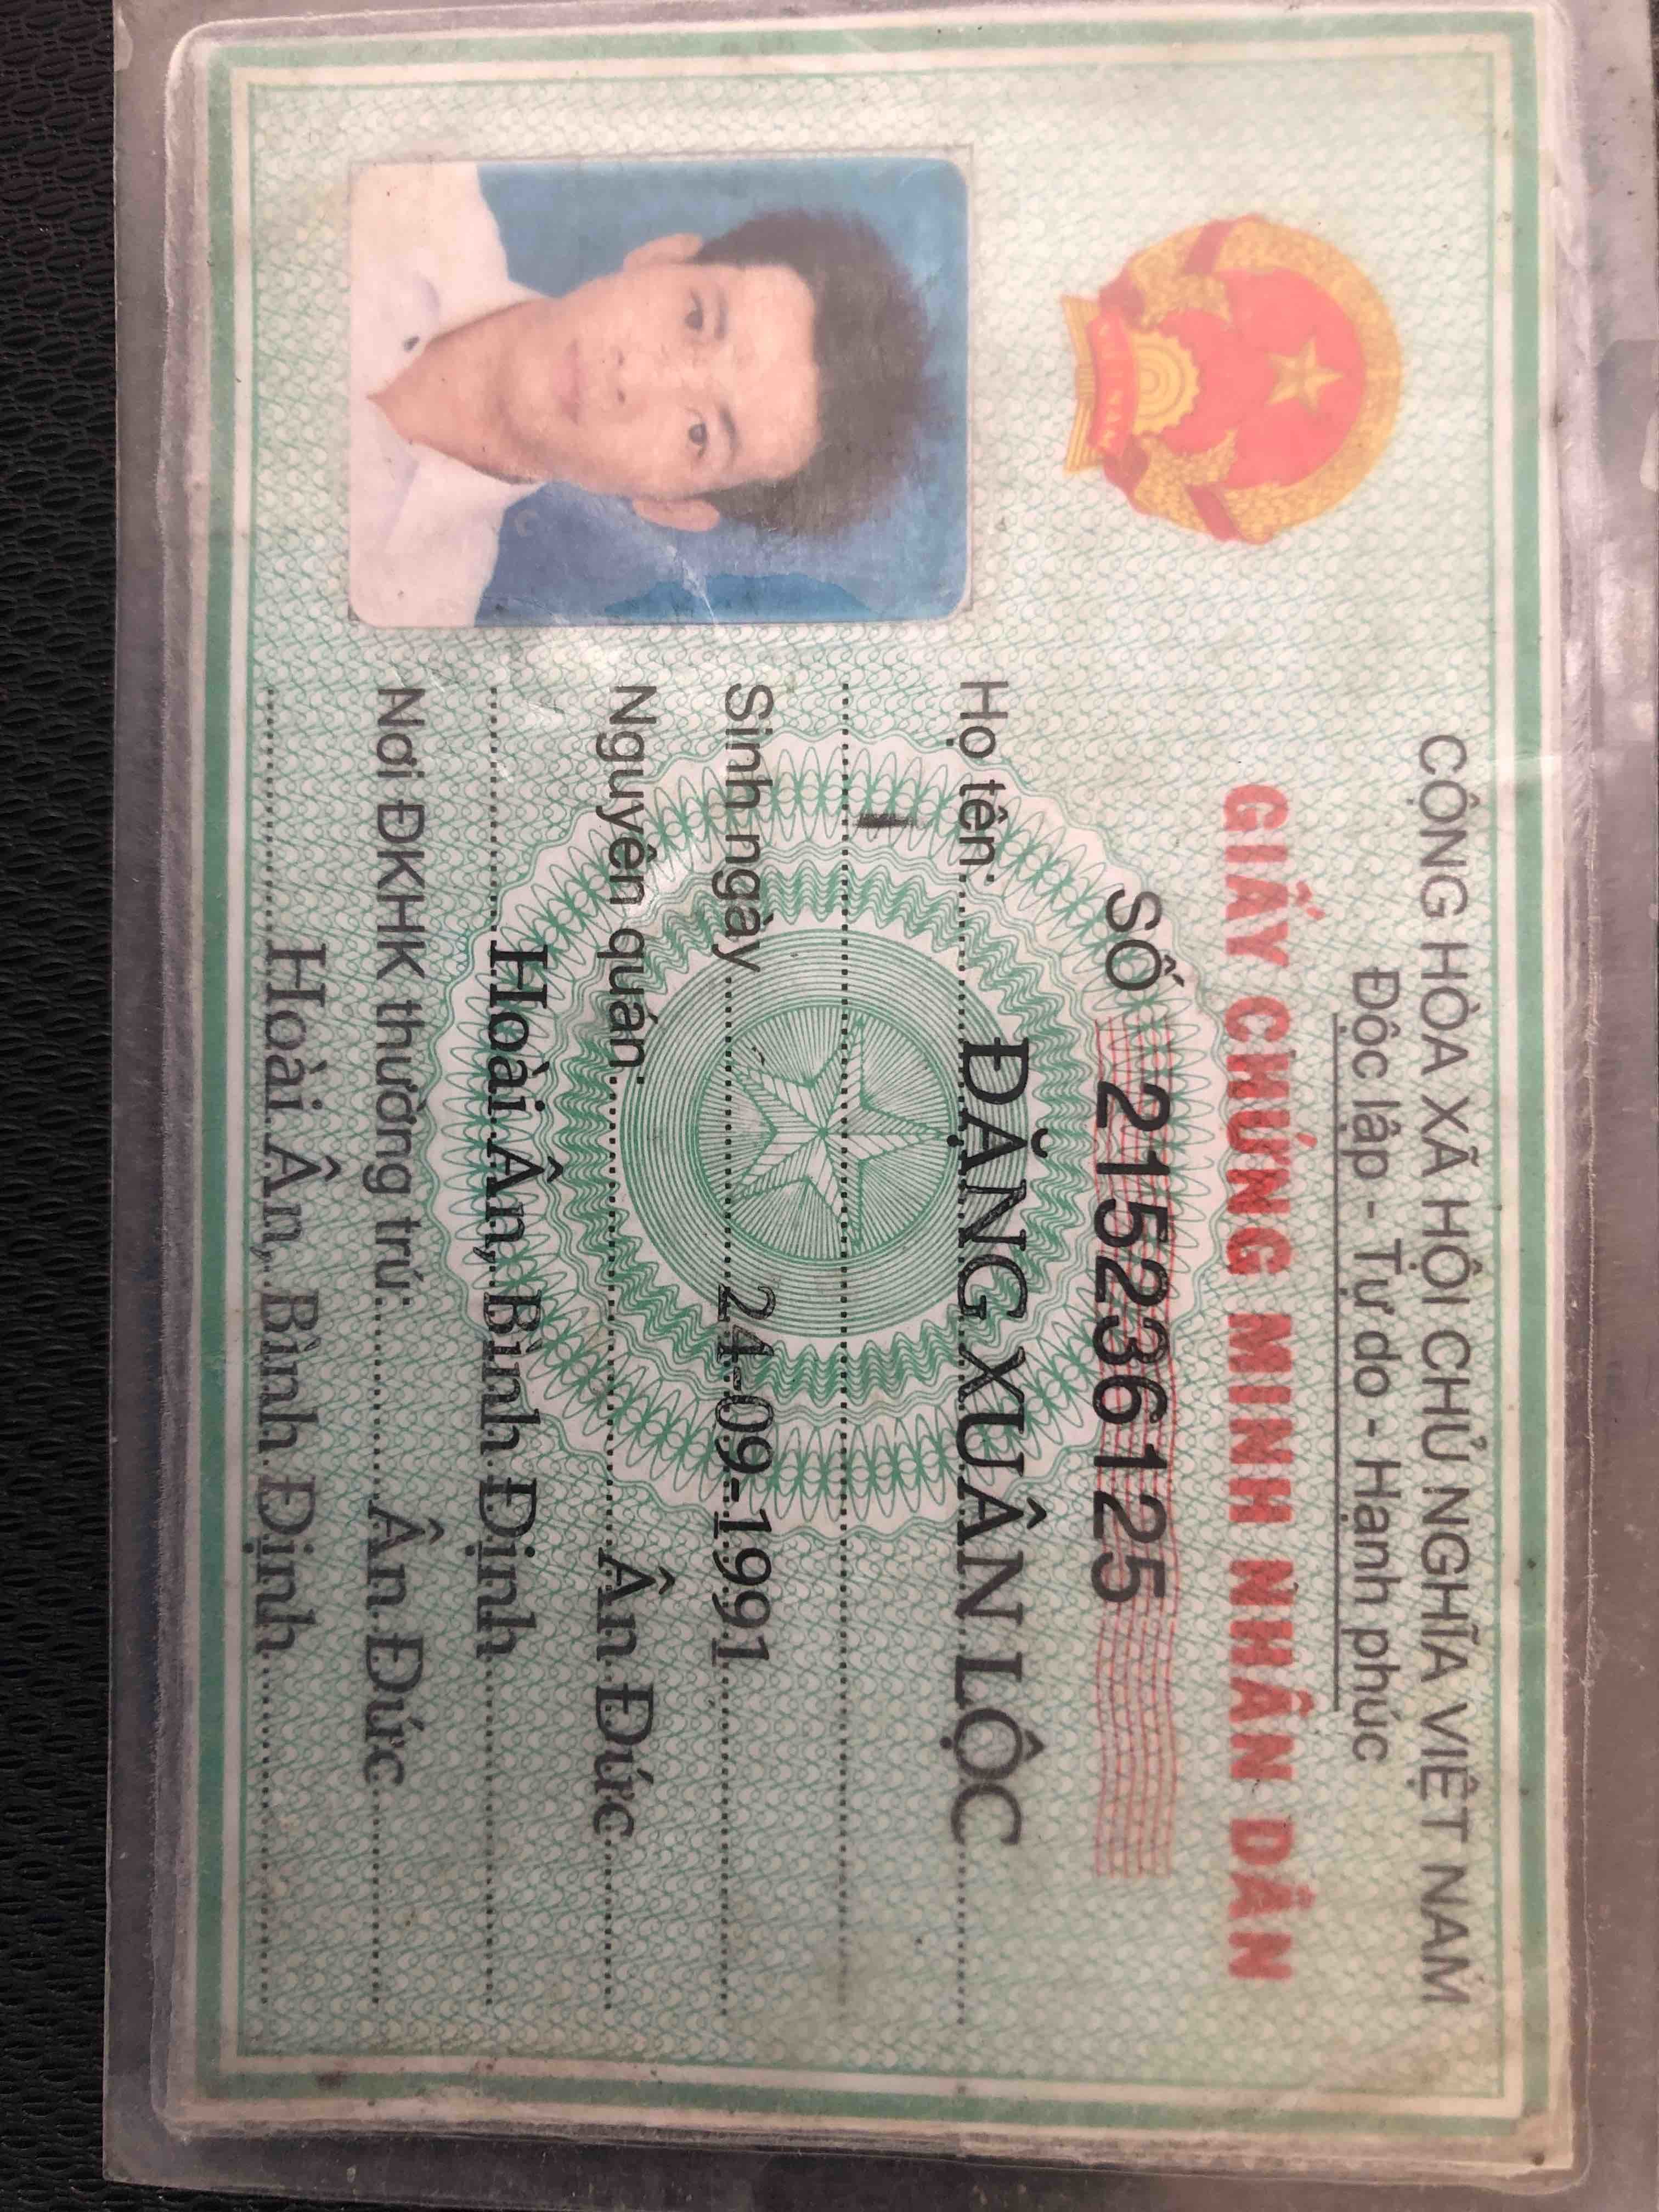 CỘNG HÒA XÃ HỘI CHỦ NGHĨA VIỆT NAM
Độc lập - Tự do - Hạnh phúc
GIẤY CHỨNG MINH NHÂN DÂN
SỐ 215236125
Họ tên: ĐẶNG XUÂN LỘC
Sinh ngày 24-09-1991
Nguyên quán: Ân Đức
Hoài Ân, Bình Định
Nơi ĐKHK thường trú: Ân Đức
Hoài Ân, Bình Định
VIỆT NAM